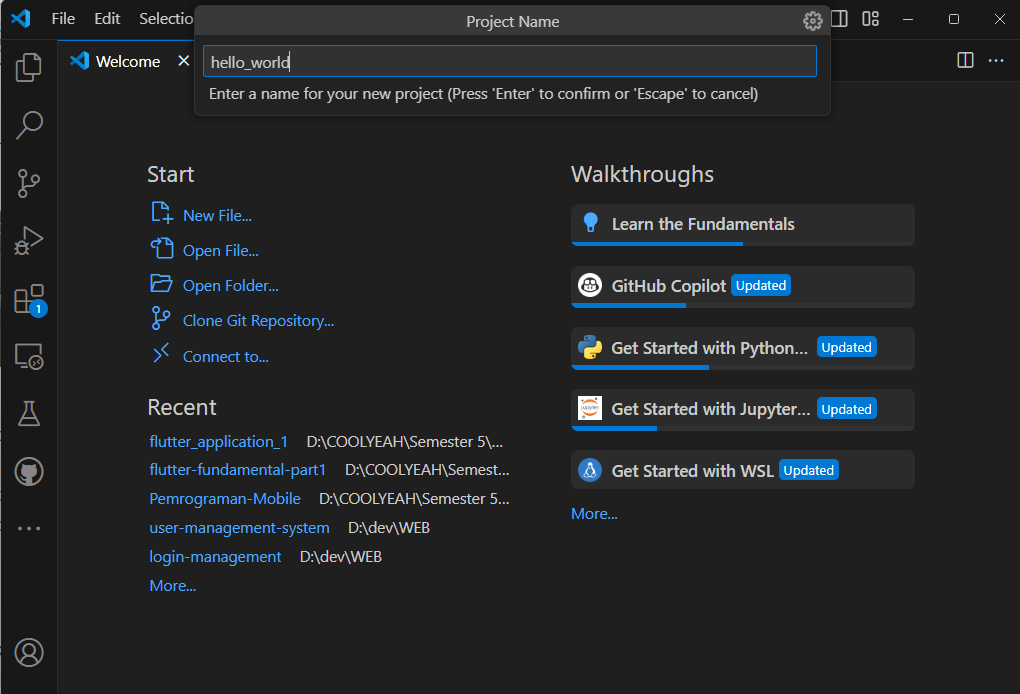 File Edit Selectio
Project Name
hello_world
Enter a name for your new project (Press 'Enter' to confirm or 'Escape' to cancel)
Welcome
Start
New File...
Open File...
Open Folder...
Clone Git Repository...
Connect to...
Recent
flutter_application_1 D:\COOLYEAH\Semester 5\...
flutter-fundamental-part1 D:\COOLYEAH\Semest...
Pemrograman-Mobile D:\COOLYEAH\Semester 5...
user-management-system D:\dev\WEB
login-management D:\dev\WEB
More...
Walkthroughs
Learn the Fundamentals
GitHub Copilot Updated
Get Started with Python... Updated
jupyter Get Started with Jupyter... Updated
Get Started with WSL Updated
More...
1